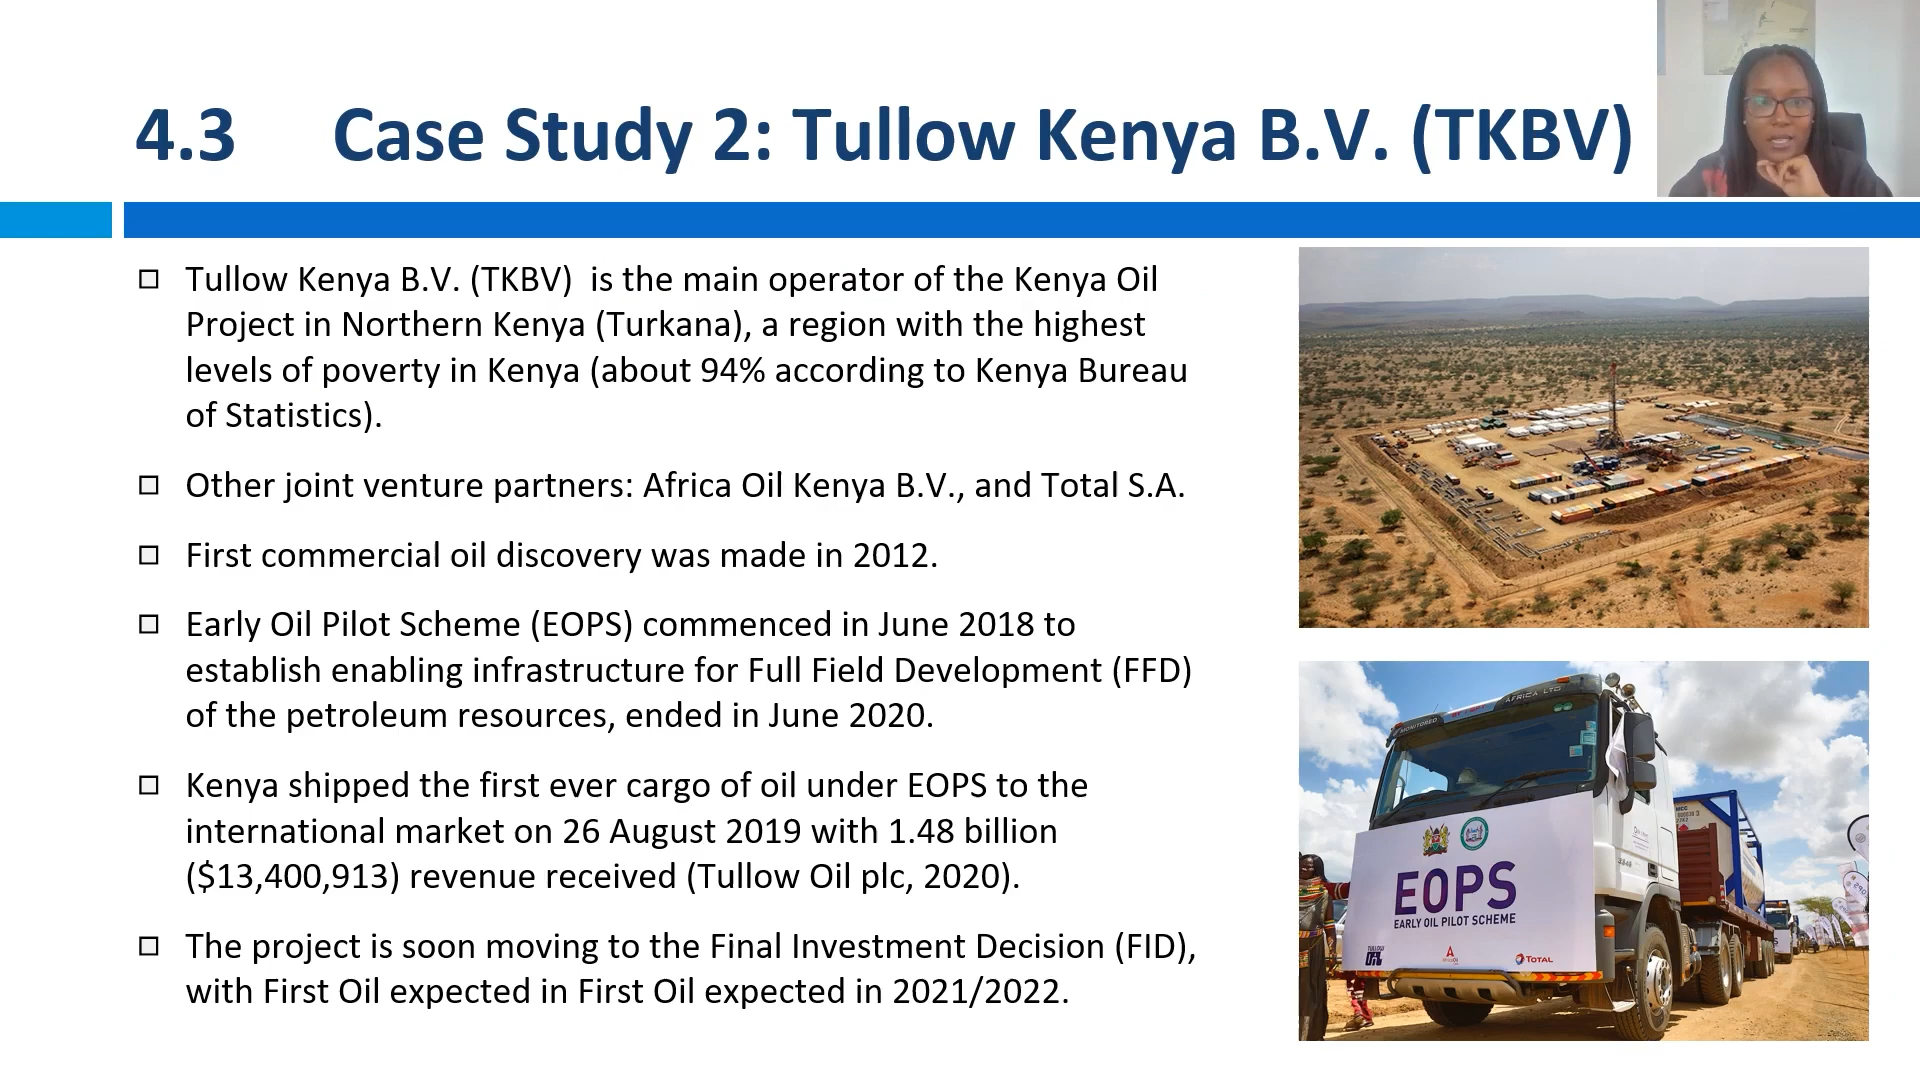 4.3 Case Study 2: Tullow Kenya B.V. (TKBV)
Tullow Kenya B.V. (TKBV) is the main operator of the Kenya Oil
Project in Northern Kenya (Turkana), a region with the highest
levels of poverty in Kenya (about 94% according to Kenya Bureau
of Statistics).
Other joint venture partners: Africa Oil Kenya B.V., and Total S.A.
First commercial oil discovery was made in 2012.
Early Oil Pilot Scheme (EOPS) commenced in June 2018 to
establish enabling infrastructure for Full Field Development (FFD)
of the petroleum resources, ended in June 2020.
Kenya shipped the first ever cargo of oil under EOPS to the
international market on 26 August 2019 with 1.48 billion
($13,400,913) revenue received (Tullow Oil plc, 2020).
The project is soon moving to the Final Investment Decision (FID),
with First Oil expected in First Oil expected in 2021/2022.
MONITORED
AFRICA LTD
EOPS
EARLY OIL PILOT SCHEME
TULLOW
OIL
TOTAL